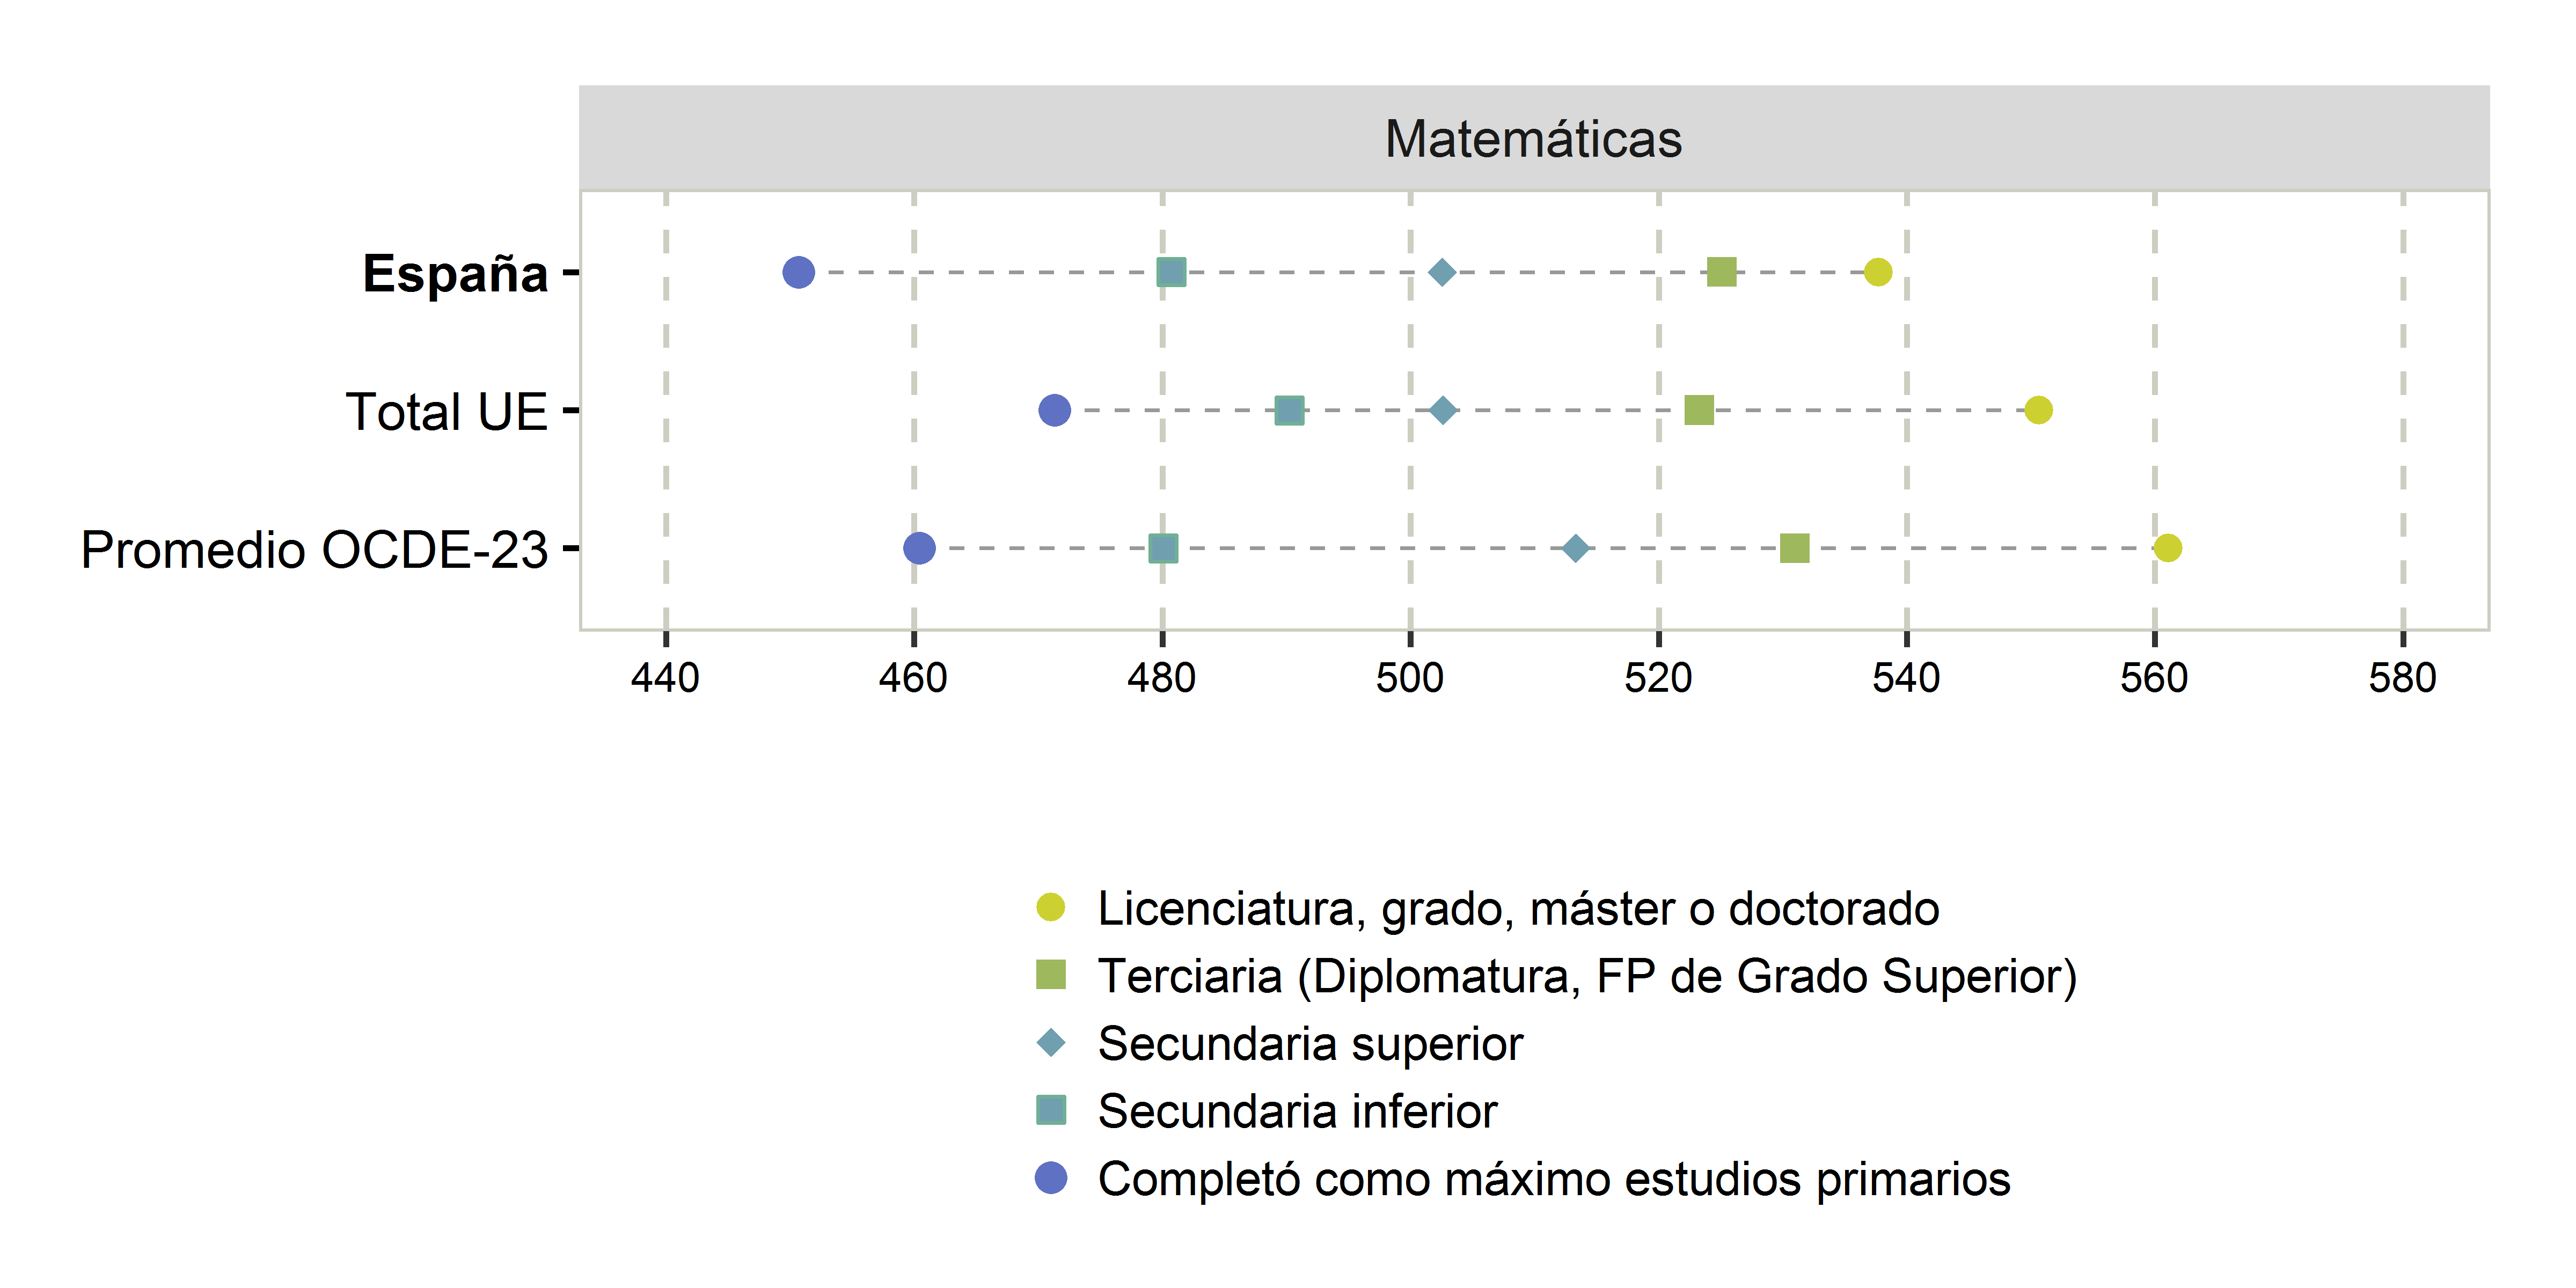 Matemáticas
España
Total UE
Promedio OCDE-23
440 460 480 500 520 540 560 580
Licenciatura, grado, máster o doctorado
Terciaria (Diplomatura, FP de Grado Superior)
Secundaria superior
Secundaria inferior
Completó como máximo estudios primarios